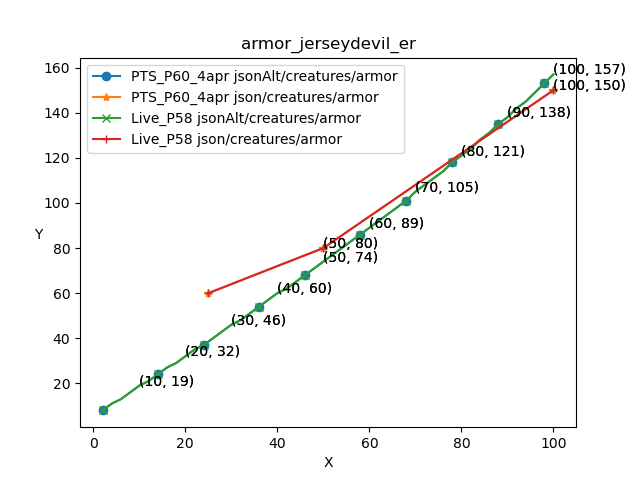 armor_jerseydevil_er
PTS_P60_4apr jsonAlt/creatures/armor
PTS_P60_4apr json/creatures/armor
Live_P58 jsonAlt/creatures/armor
Live_P58 json/creatures/armor
160
140
120
100
80
60
40
20
Y
(100, 157)
(100, 150)
(90, 138)
(80, 121)
(70, 105)
(60, 89)
(50, 80)
(50, 74)
(40, 60)
(30, 46)
(20, 32)
(10, 19)
0 20 40 60 80 100
X